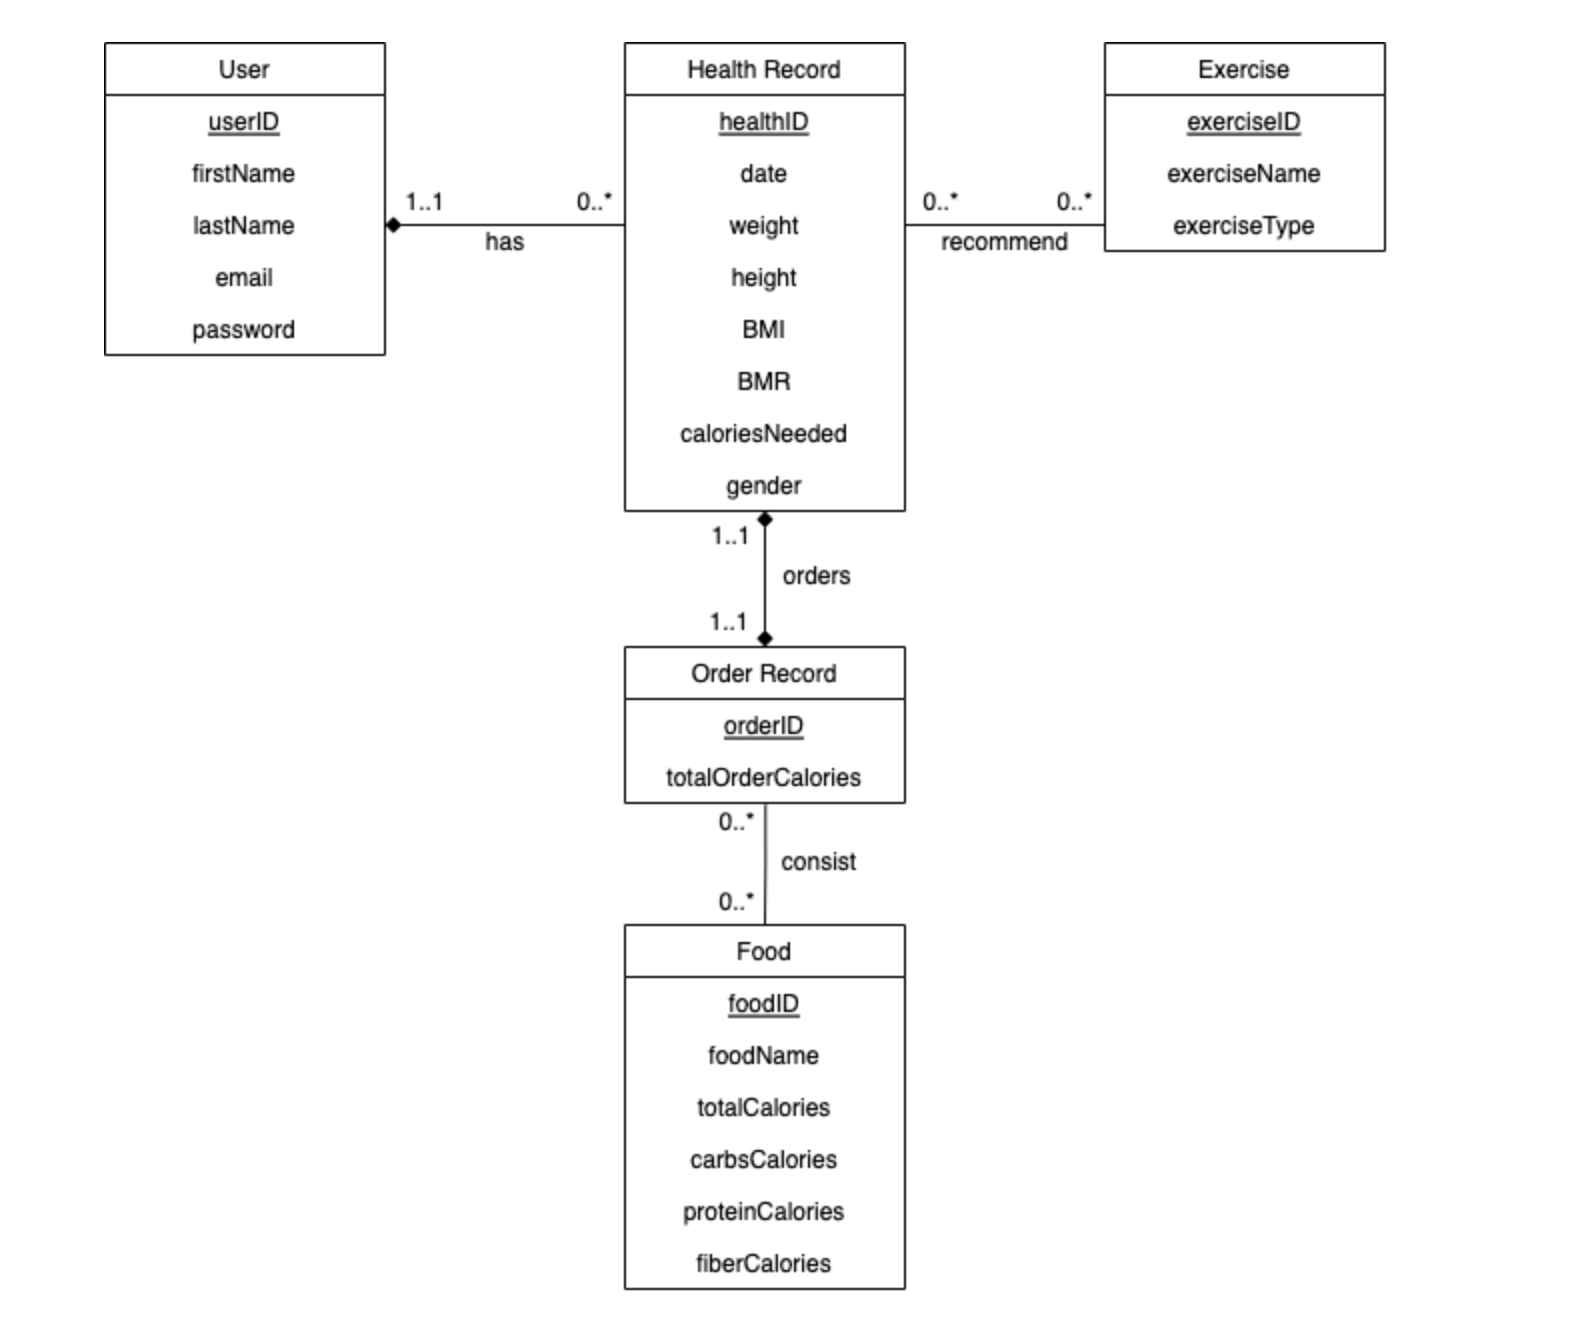 User
userID
firstName
lastName
email
password
1..1
0..*
has
Health Record
healthID
date
weight
height
BMI
BMR
caloriesNeeded
gender
0..*
0..*
recommend
Exercise
exerciseID
exerciseName
exerciseType
1..1
orders
1..1
Order Record
orderID
totalOrderCalories
0..*
consist
0..*
Food
foodID
foodName
totalCalories
carbsCalories
proteinCalories
fiberCalories